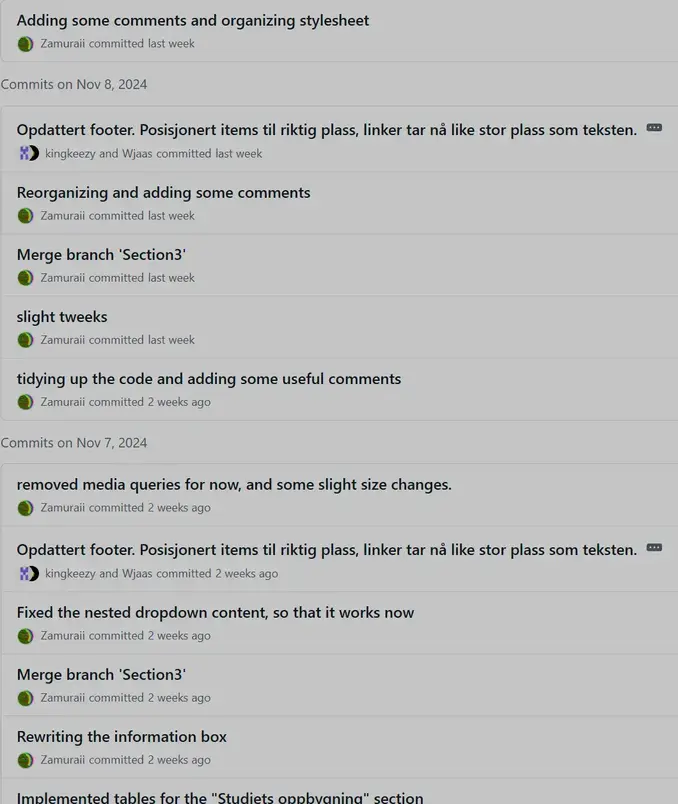 Adding some comments and organizing stylesheet
Zamuraii committed last week
Commits on Nov 8, 2024
Opdattert footer. Posisjonert items til riktig plass, linker tar nå like stor plass som teksten.
kingkeezy and Wjaas committed last week
Reorganizing and adding some comments
Zamuraii committed last week
Merge branch 'Section3'
Zamuraii committed last week
slight tweeks
Zamuraii committed last week
tidying up the code and adding some useful comments
Zamuraii committed 2 weeks ago
Commits on Nov 7, 2024
removed media queries for now, and some slight size changes.
Zamuraii committed 2 weeks ago
Opdattert footer. Posisjonert items til riktig plass, linker tar nå like stor plass som teksten.
kingkeezy and Wjaas committed 2 weeks ago
Fixed the nested dropdown content, so that it works now
Zamuraii committed 2 weeks ago
Merge branch 'Section3'
Zamuraii committed 2 weeks ago
Rewriting the information box
Zamuraii committed 2 weeks ago
Implemented tables for the "Studiets oppbygning" section